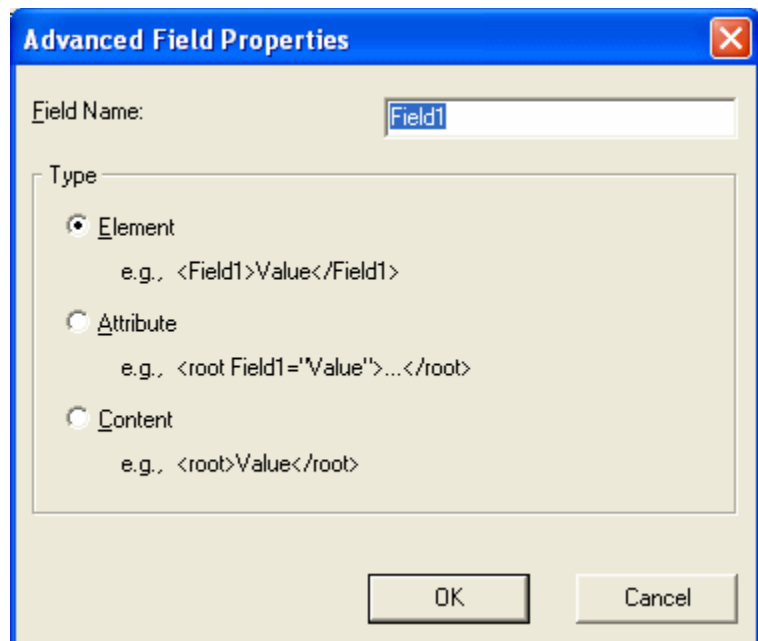 Advanced Field Properties
Field Name: Field1
Type
Element
e.g., <Field1>Value</Field1>
Attribute
e.g., <root Field1="Value">...</root>
Content
e.g., <root>Value</root>
OK Cancel